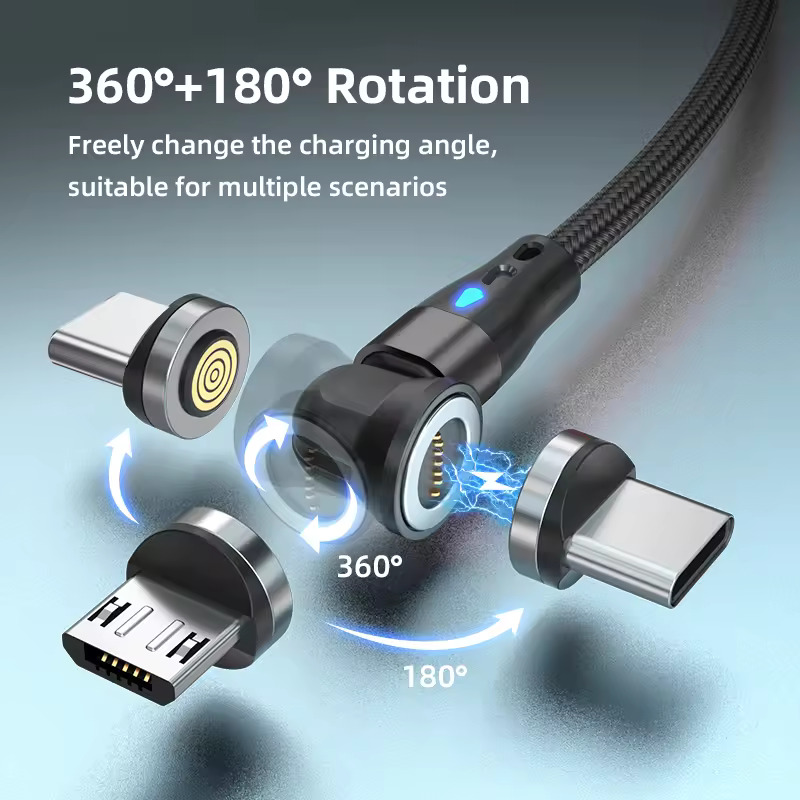 360°+180° Rotation
Freely change the charging angle,
suitable for multiple scenarios
360°
180°